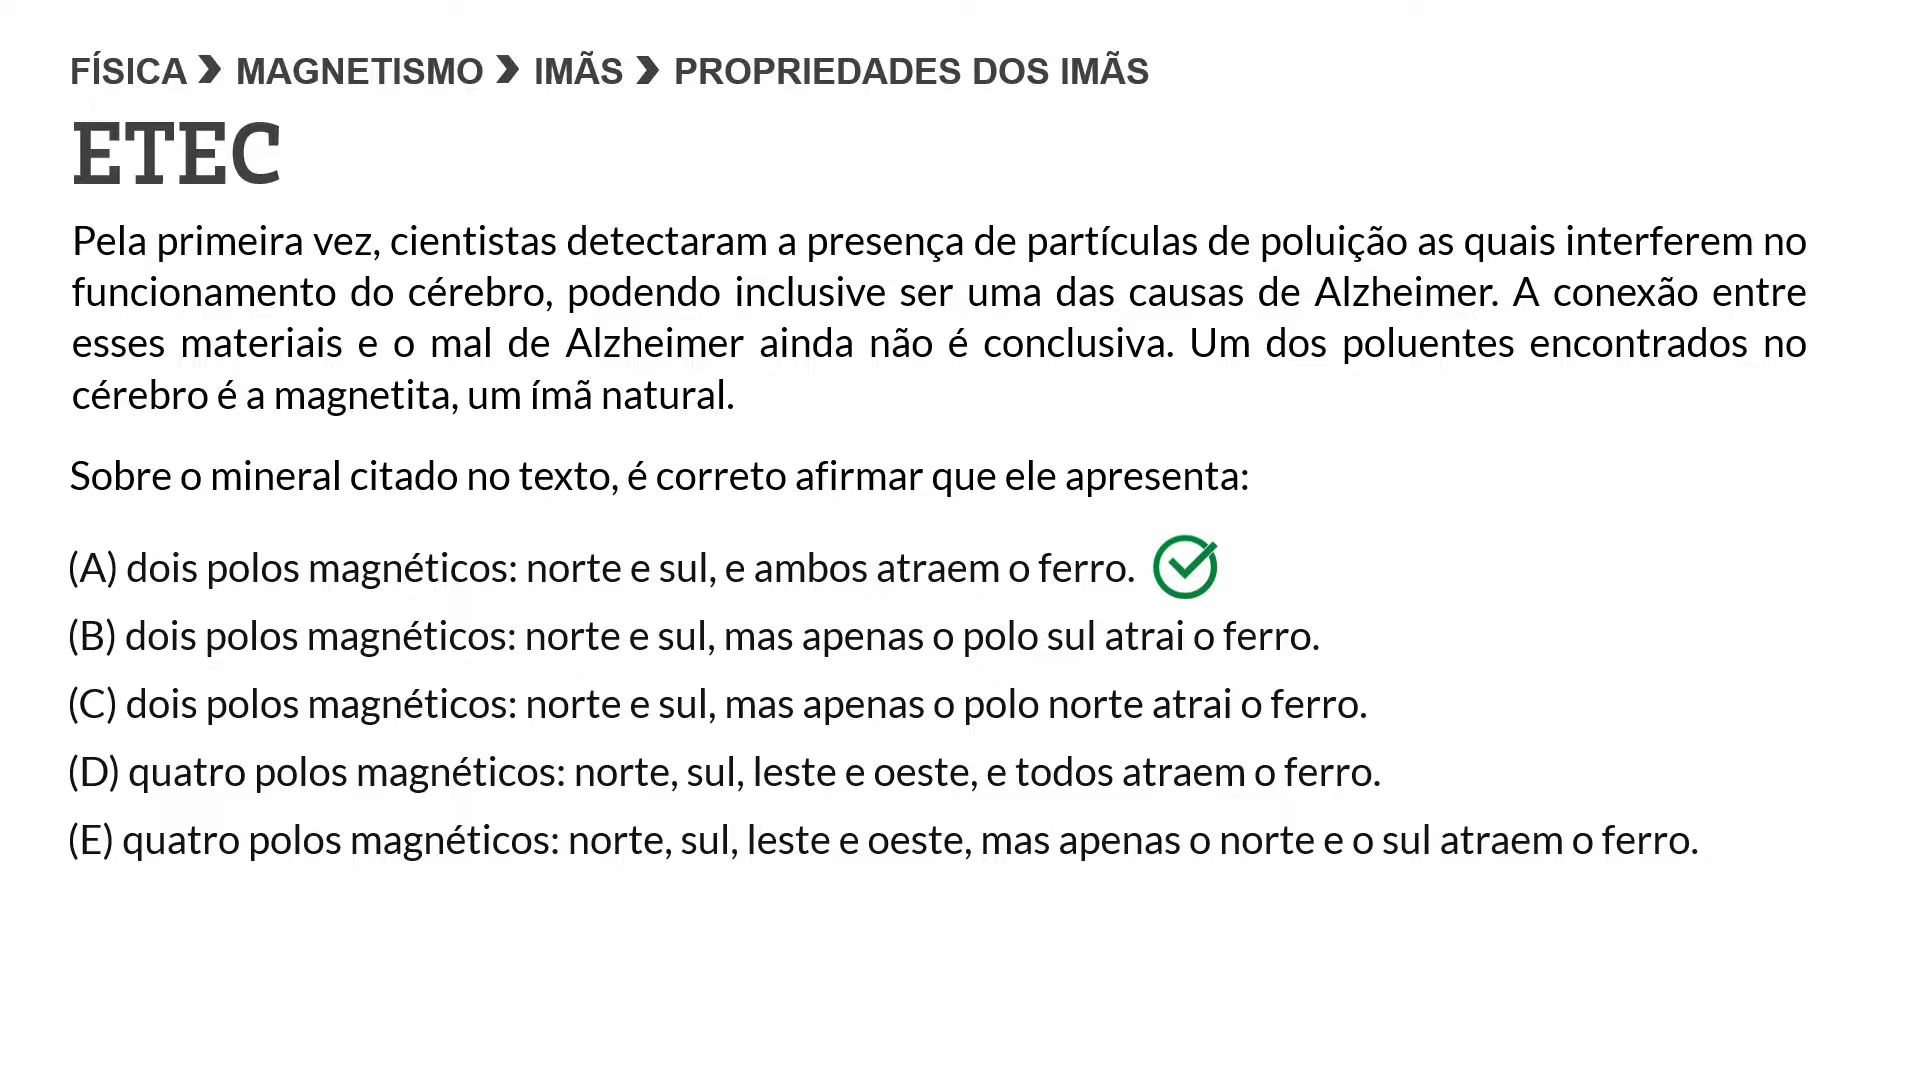 FÍSICA ❯ MAGNETISMO ❯ IMÃS ❯ PROPRIEDADES DOS IMÃS
ETEC
Pela primeira vez, cientistas detectaram a presença de partículas de poluição as quais interferem no
funcionamento do cérebro, podendo inclusive ser uma das causas de Alzheimer. A conexão entre
esses materiais e o mal de Alzheimer ainda não é conclusiva. Um dos poluentes encontrados no
cérebro é a magnetita, um ímã natural.
Sobre o mineral citado no texto, é correto afirmar que ele apresenta:
(A) dois polos magnéticos: norte e sul, e ambos atraem o ferro.
(B) dois polos magnéticos: norte e sul, mas apenas o polo sul atrai o ferro.
(C) dois polos magnéticos: norte e sul, mas apenas o polo norte atrai o ferro.
(D) quatro polos magnéticos: norte, sul, leste e oeste, e todos atraem o ferro.
(E) quatro polos magnéticos: norte, sul, leste e oeste, mas apenas o norte e o sul atraem o ferro.